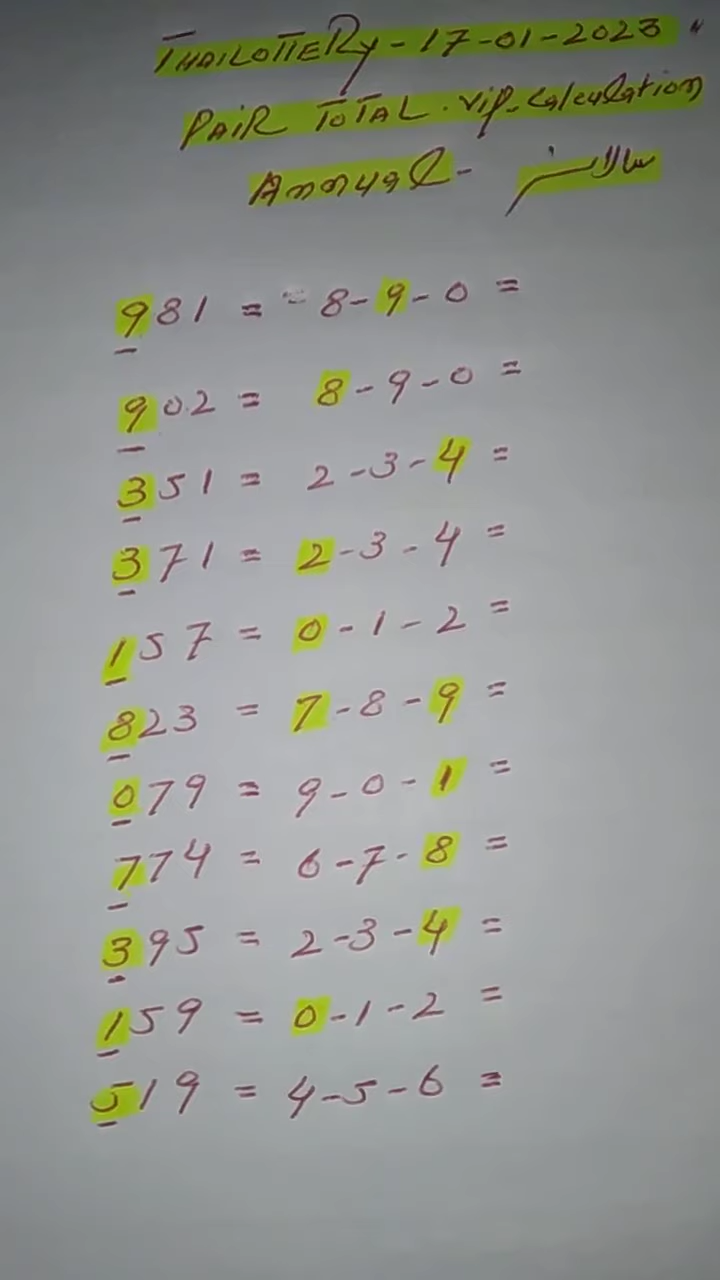 THAILOTTERY - 17-01-2023 "
PAIR TOTAL. vip. calculation
Annual - سالانہ
981 = - 8-9-0 =
902 = 8-9-0 =
351 = 2-3-4 =
371 = 2-3-4 =
157 = 0-1-2 =
823 = 7-8-9 =
079 = 9-0-1 =
774 = 6-7-8 =
395 = 2-3-4 =
159 = 0-1-2 =
519 = 4-5-6 =